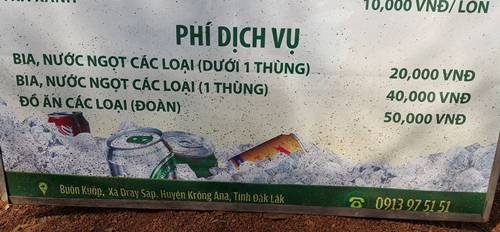 10,000 VNĐ/ LON
PHÍ DỊCH VỤ
BIA, NƯỚC NGỌT CÁC LOẠI (DƯỚI 1 THÙNG) 20,000 VNĐ
BIA, NƯỚC NGỌT CÁC LOẠI (1 THÙNG) 40,000 VNĐ
ĐỒ ĂN CÁC LOẠI (ĐOÀN) 50,000 VNĐ
Buôn Kuốp, Xã Dray Sáp, Huyện Krông Ana, Tỉnh Đắk Lắk 0913 97 51 51